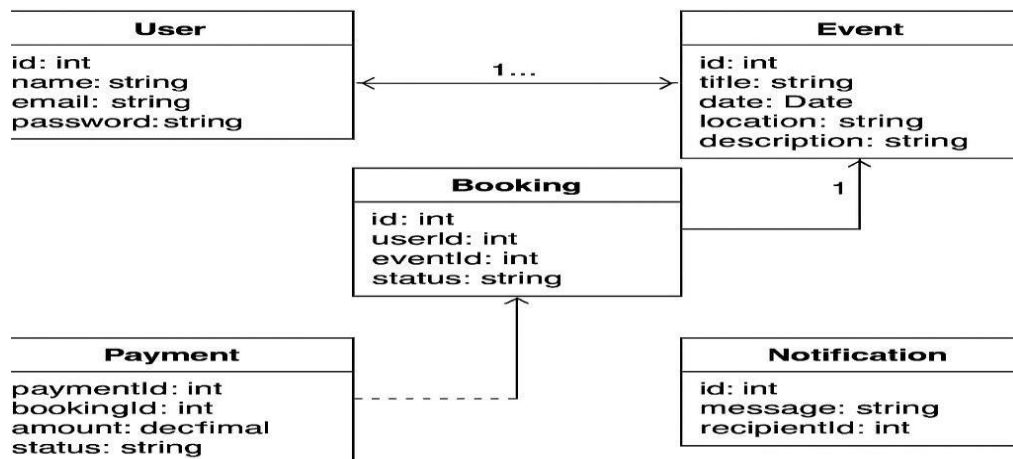 User
id: int
name: string
email: string
password: string
1...
Event
id: int
title: string
date: Date
location: string
description: string
Booking
id: int
userId: int
eventId: int
status: string
1
Payment
paymentId: int
bookingId: int
amount: decfimal
status: string
Notification
id: int
message: string
recipientId: int